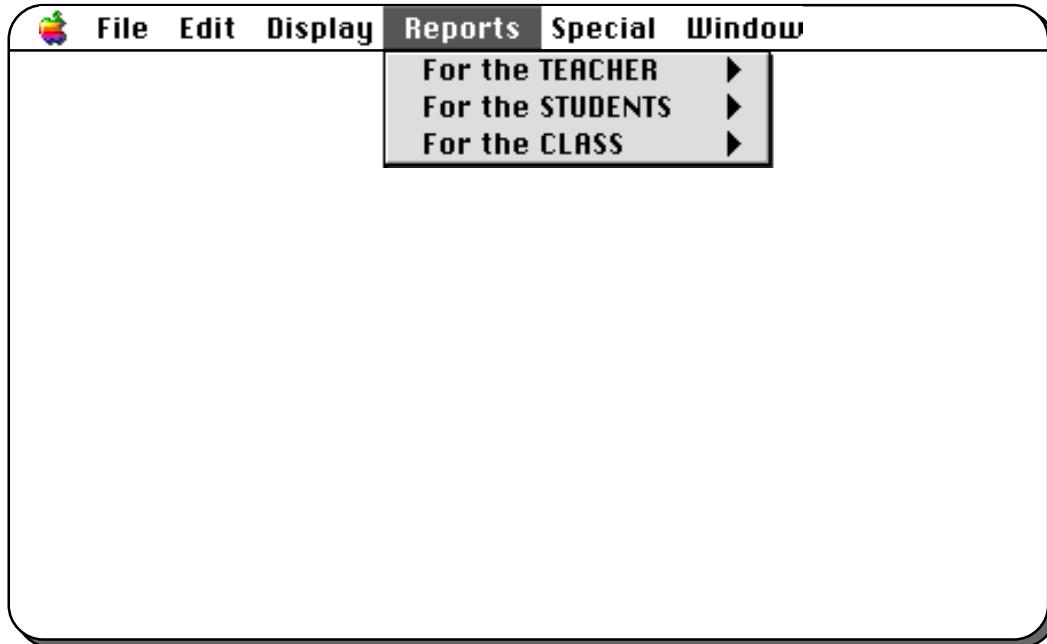 File Edit Display Reports Special Window
For the TEACHER
For the STUDENTS
For the CLASS